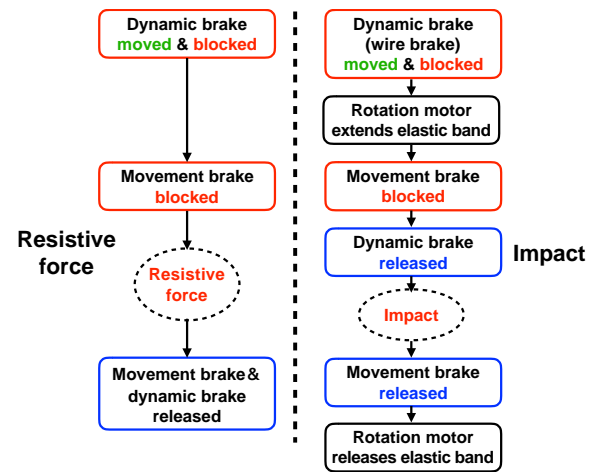 Dynamic brake
moved & blocked
Movement brake
blocked
Resistive
force
Resistive
force
Movement brake&
dynamic brake
released
Dynamic brake
(wire brake)
moved & blocked
Rotation motor
extends elastic band
Movement brake
blocked
Dynamic brake
released
Impact
Impact
Movement brake
released
Rotation motor
releases elastic band